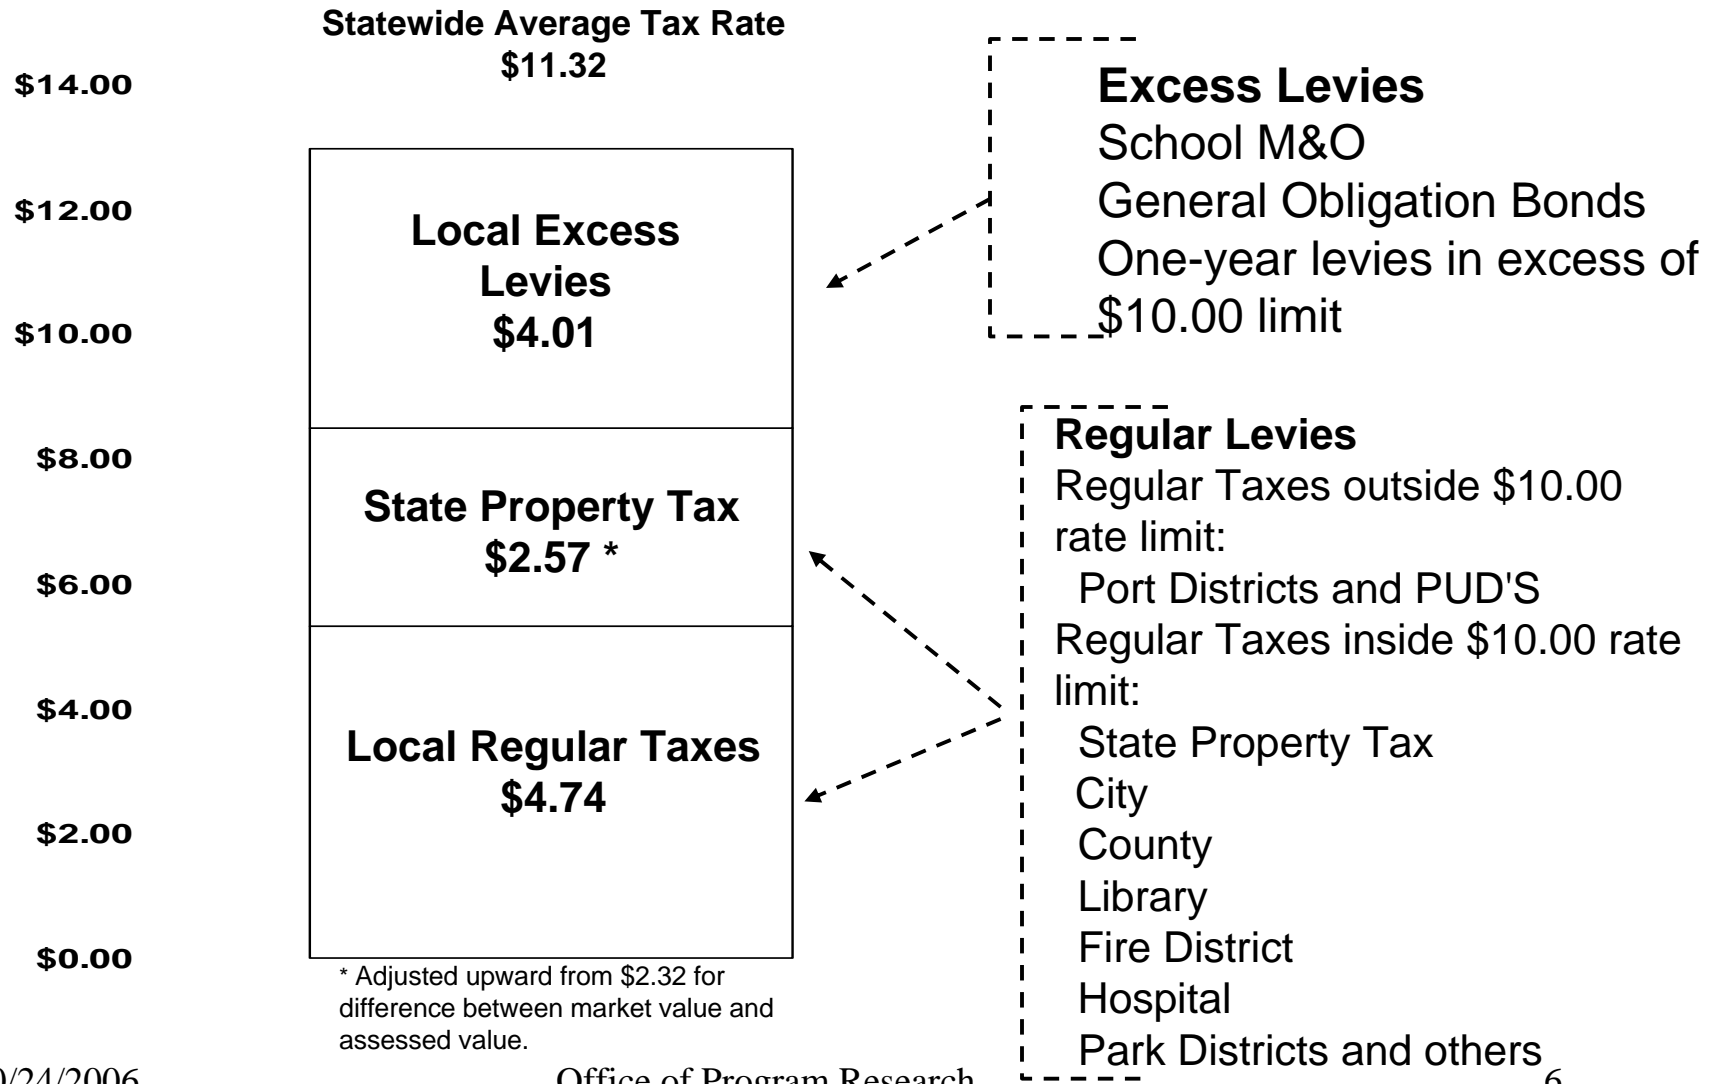 Statewide Average Tax Rate
$11.32
$14.00
$12.00
$10.00
$8.00
$6.00
$4.00
$2.00
$0.00
Local Excess
Levies
$4.01
State Property Tax
$2.57 *
Local Regular Taxes
$4.74
* Adjusted upward from $2.32 for
difference between market value and
assessed value.
Excess Levies
School M&O
General Obligation Bonds
One-year levies in excess of
$10.00 limit
Regular Levies
Regular Taxes outside $10.00
rate limit:
Port Districts and PUD'S
Regular Taxes inside $10.00 rate
limit:
State Property Tax
City
County
Library
Fire District
Hospital
Park Districts and others
0/24/2006
Office of Program Research
6